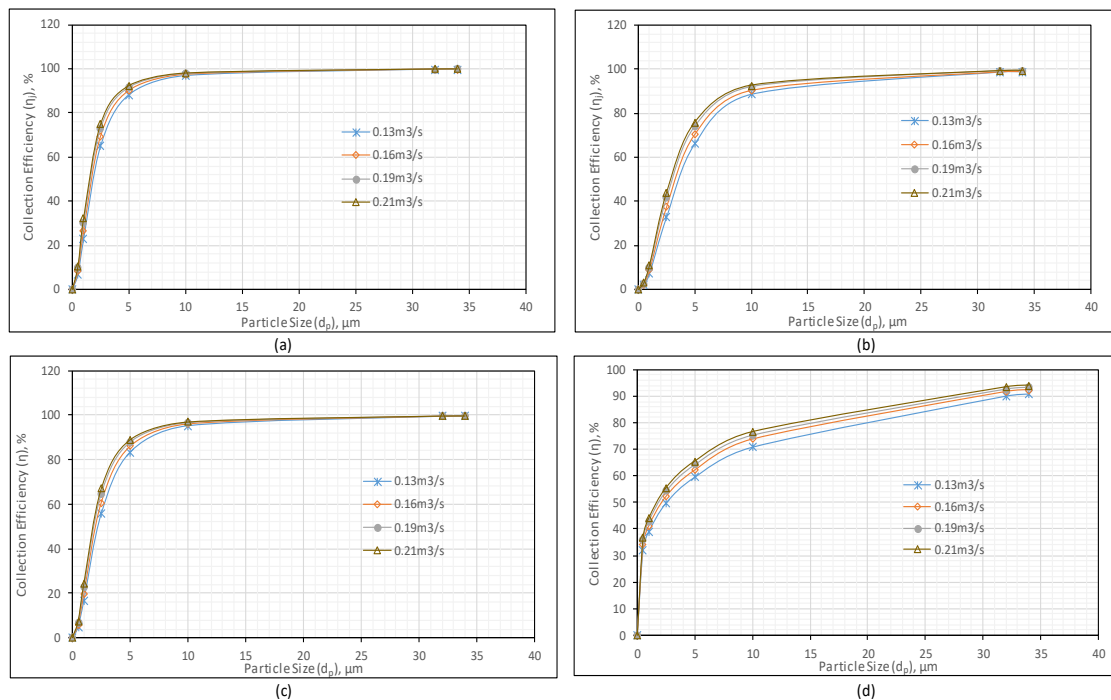 120
100
80
60
40
20
0
Collection Efficiency (ηj), %
0.13m3/s
0.16m3/s
0.19m3/s
0.21m3/s
0 5 10 15 20 25 30 35 40
Particle Size (dp), μm
(a)
120
100
80
60
40
20
0
Collection Efficiency (ηj), %
0.13m3/s
0.16m3/s
0.19m3/s
0.21m3/s
0 5 10 15 20 25 30 35 40
Particle Size (dp), μm
(b)
120
100
80
60
40
20
0
Collection Efficiency (η), %
0.13m3/s
0.16m3/s
0.19m3/s
0.21m3/s
0 5 10 15 20 25 30 35 40
Particle Size (dp), μm
(c)
100
90
80
70
60
50
40
30
20
10
0
Collection Efficiency (η), %
0.13m3/s
0.16m3/s
0.19m3/s
0.21m3/s
0 5 10 15 20 25 30 35 40
Particle Size (dp), μm
(d)